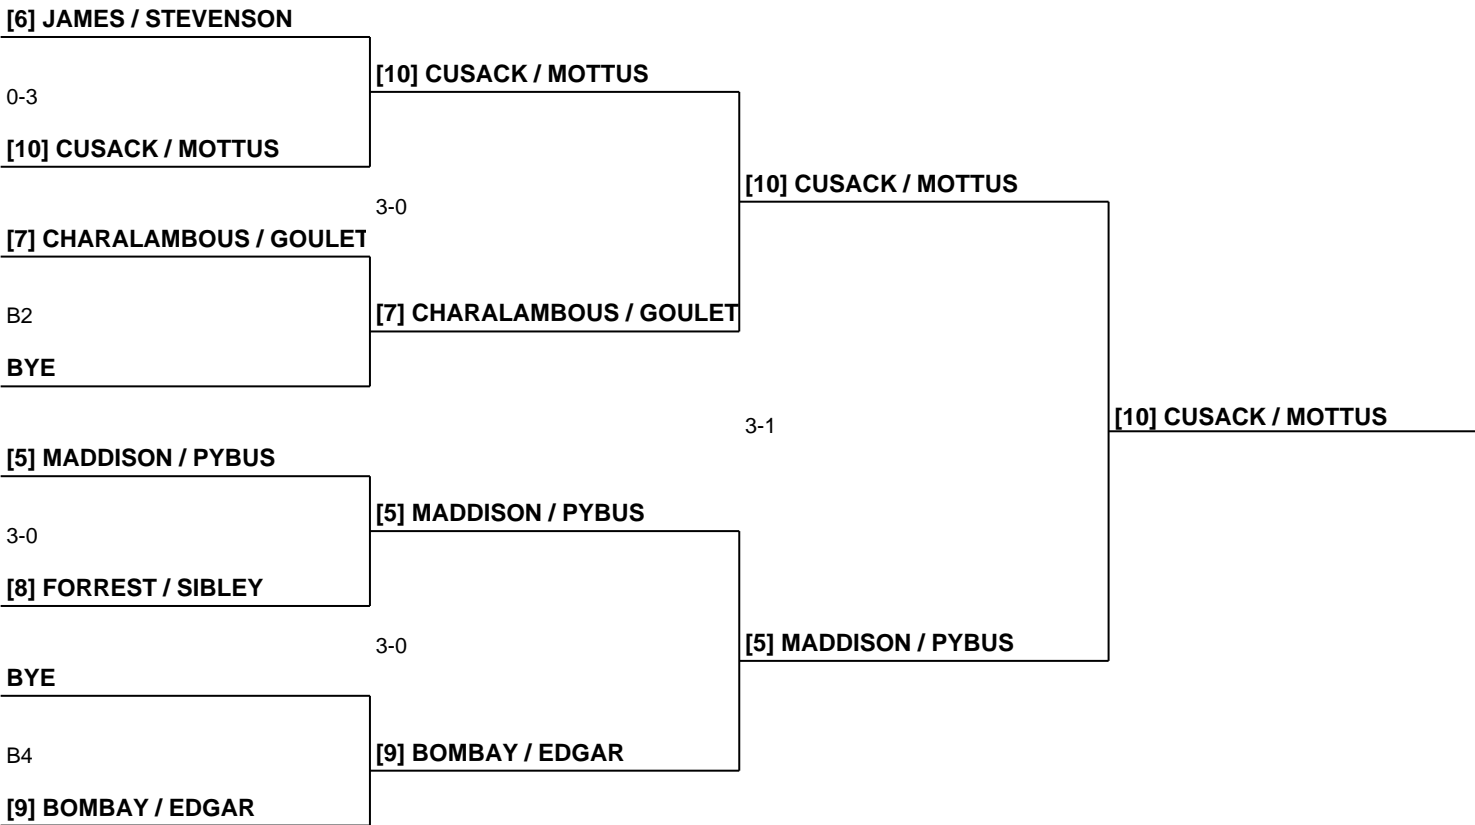 [6] JAMES / STEVENSON
0-3
[10] CUSACK / MOTTUS
[7] CHARALAMBOUS / GOULET
B2
BYE
[5] MADDISON / PYBUS
3-0
[8] FORREST / SIBLEY
BYE
B4
[9] BOMBAY / EDGAR
[10] CUSACK / MOTTUS
3-0
[7] CHARALAMBOUS / GOULET
[5] MADDISON / PYBUS
3-0
[9] BOMBAY / EDGAR
[10] CUSACK / MOTTUS
3-1
[5] MADDISON / PYBUS
[10] CUSACK / MOTTUS